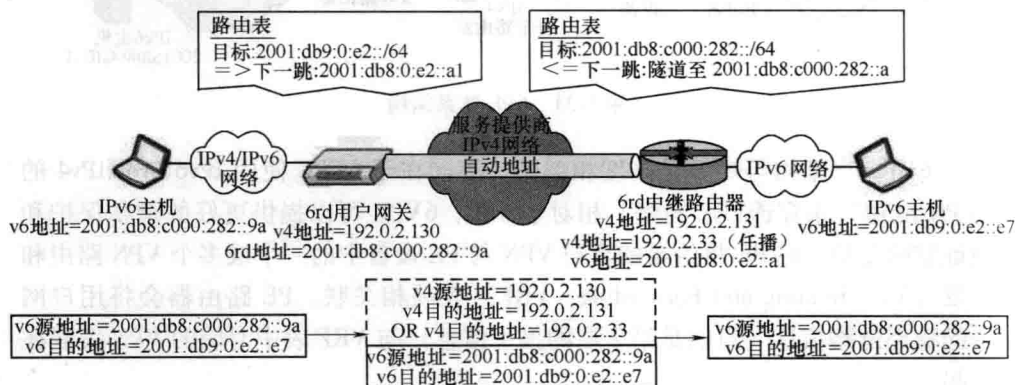 路由表
目标:2001:db9:0:e2::/64
=>下一跳:2001:db8:0:e2::a1
路由表
目标:2001:db8:c000:282::/64
<=下一跳:隧道至 2001:db8:c000:282::a
服务提供商
IPv4网络
自动地址
IPv4/IPv6
网络
IPv6网络
IPv6主机
v6地址=2001:db8:c000:282::9a
6rd用户网关
v4地址=192.0.2.130
6rd地址=2001:db8:c000:282::9a
6rd中继路由器
v4地址=192.0.2.131
v4地址=192.0.2.33（任播）
v6地址=2001:db8:0:e2::a1
IPv6主机
v6地址=2001:db9:0:e2::e7
v6源地址=2001:db8:c000:282::9a
v6目的地址=2001:db9:0:e2::e7
v4源地址=192.0.2.130
v4目的地址=192.0.2.131
OR v4目的地址=192.0.2.33
v6源地址=2001:db8:c000:282::9a
v6目的地址=2001:db9:0:e2::e7
v6源地址=2001:db8:c000:282::9a
v6目的地址=2001:db9:0:e2::e7